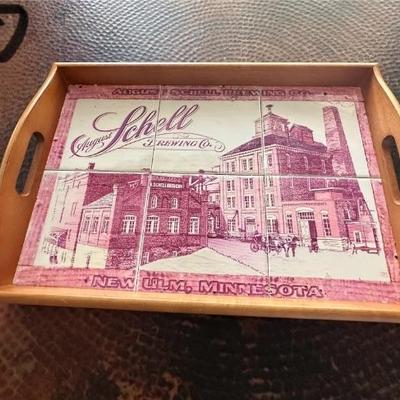 AUGUST SCHELL BREWING CO.
August Schell
BREWING CO.
NEW ULM, MINNESOTA